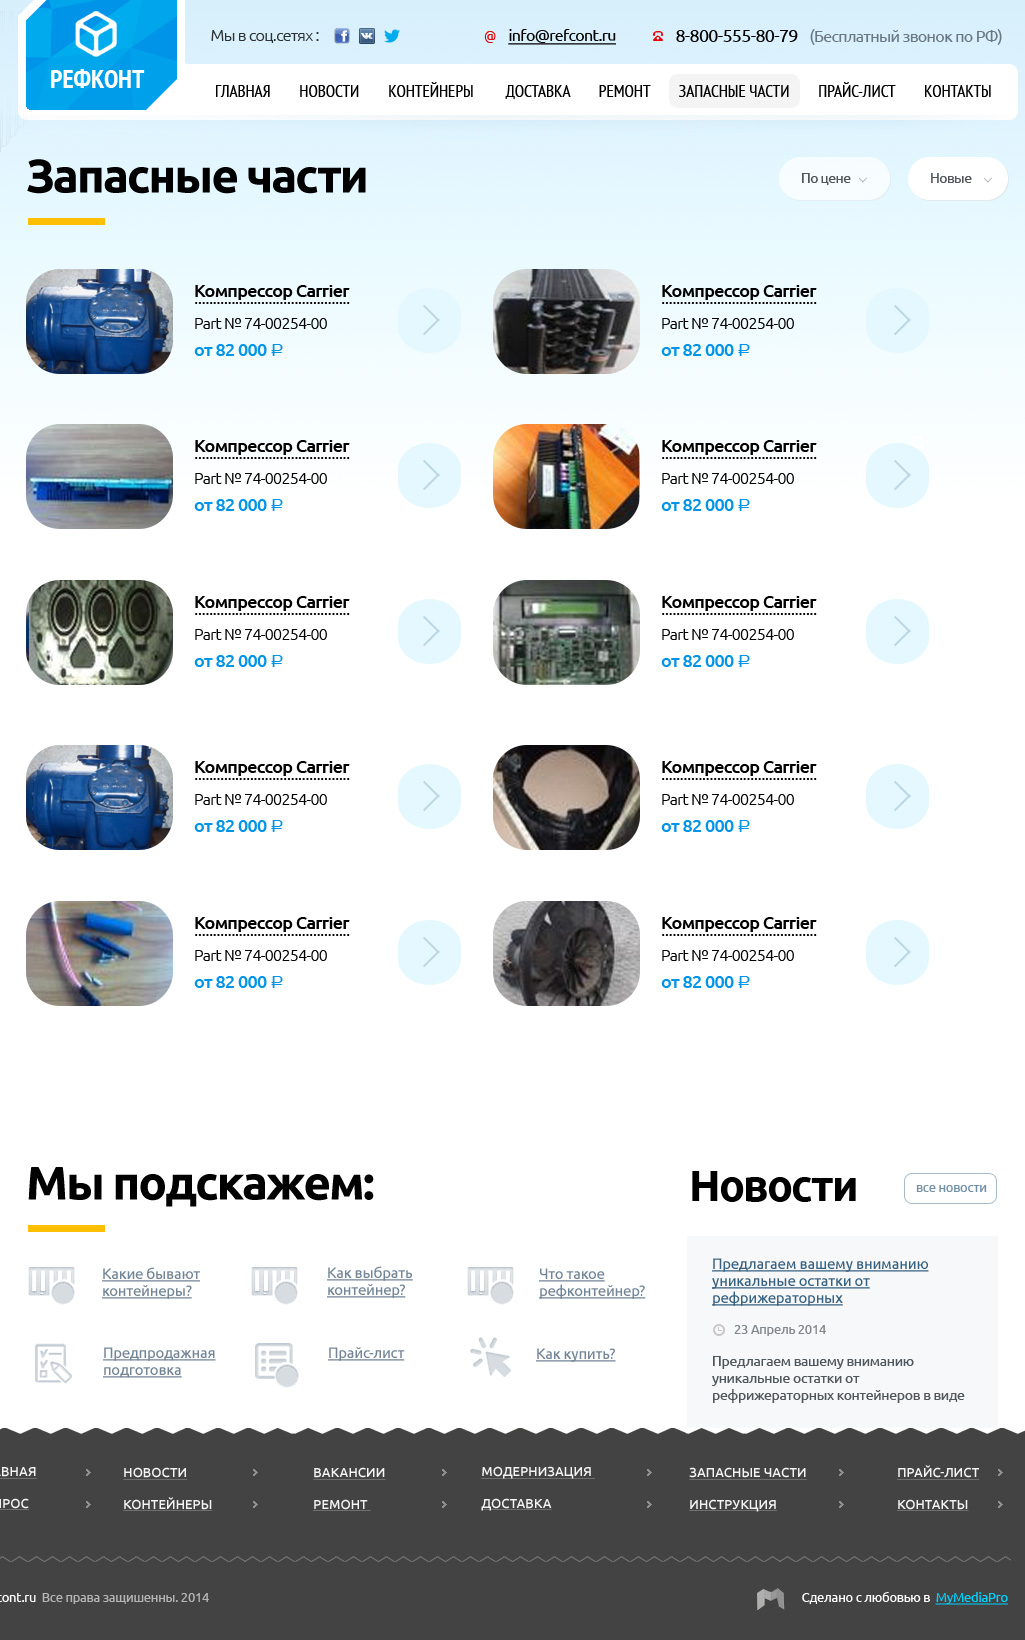 Мы в соц.сетях :
info@refcont.ru
8-800-555-80-79 (Бесплатный звонок по РФ)
РЕФКОНТ
ГЛАВНАЯ НОВОСТИ КОНТЕЙНЕРЫ ДОСТАВКА РЕМОНТ ЗАПАСНЫЕ ЧАСТИ ПРАЙС-ЛИСТ КОНТАКТЫ
Запасные части
По цене
Новые
Компрессор Carrier
Part № 74-00254-00
от 82 000 ₽
Компрессор Carrier
Part № 74-00254-00
от 82 000 ₽
Компрессор Carrier
Part № 74-00254-00
от 82 000 ₽
Компрессор Carrier
Part № 74-00254-00
от 82 000 ₽
Компрессор Carrier
Part № 74-00254-00
от 82 000 ₽
Компрессор Carrier
Part № 74-00254-00
от 82 000 ₽
Компрессор Carrier
Part № 74-00254-00
от 82 000 ₽
Компрессор Carrier
Part № 74-00254-00
от 82 000 ₽
Компрессор Carrier
Part № 74-00254-00
от 82 000 ₽
Компрессор Carrier
Part № 74-00254-00
от 82 000 ₽
Мы подскажем:
Какие бывают
контейнеры?
Как выбрать
контейнер?
Что такое
рефконтейнер?
Предпродажная
подготовка
Прайс-лист
Как купить?
Новости
все новости
Предлагаем вашему вниманию
уникальные остатки от
рефрижераторных
23 Апрель 2014
Предлагаем вашему вниманию
уникальные остатки от
рефрижераторных контейнеров в виде
ВНАЯ НОВОСТИ ВАКАНСИИ МОДЕРНИЗАЦИЯ ЗАПАСНЫЕ ЧАСТИ ПРАЙС-ЛИСТ
РОС КОНТЕЙНЕРЫ РЕМОНТ ДОСТАВКА ИНСТРУКЦИЯ КОНТАКТЫ
cont.ru Все права защищенны. 2014
Сделано с любовью в MyMediaPro